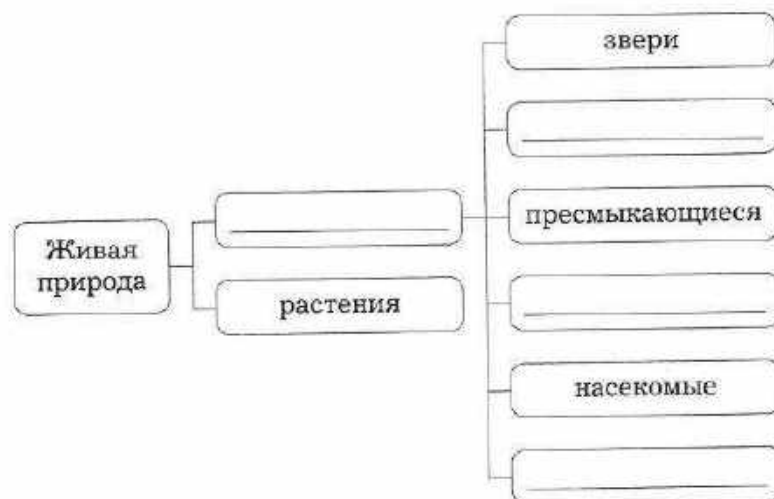 звери
пресмыкающиеся
Живая
природа
растения
насекомые